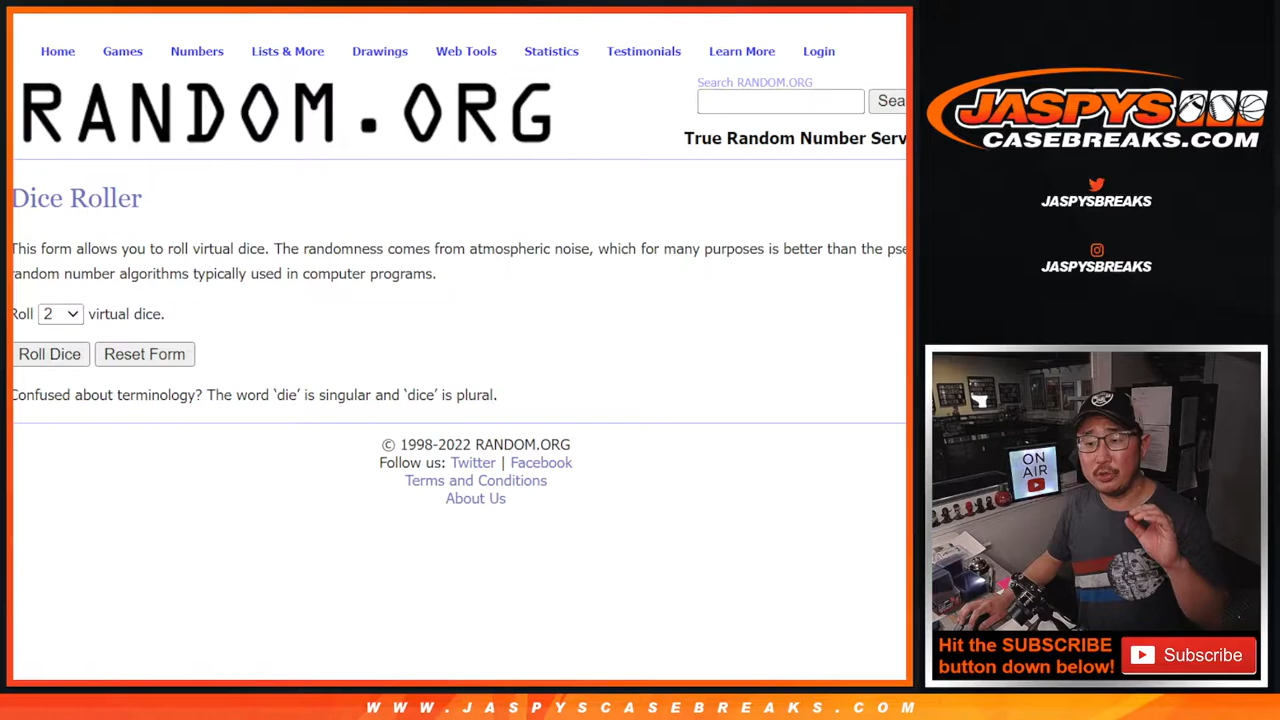 Home Games Numbers Lists & More Drawings Web Tools Statistics Testimonials Learn More Login
RANDOM.ORG
Search RANDOM.ORG
Sea
True Random Number Serv
Dice Roller
This form allows you to roll virtual dice. The randomness comes from atmospheric noise, which for many purposes is better than the pse
random number algorithms typically used in computer programs.
Roll 2 virtual dice.
Roll Dice Reset Form
Confused about terminology? The word ‘die’ is singular and ‘dice’ is plural.
© 1998-2022 RANDOM.ORG
Follow us: Twitter | Facebook
Terms and Conditions
About Us
JASPYS
CASEBREAKS.COM
JASPYSBREAKS
JASPYSBREAKS
ON
AIR
Hit the SUBSCRIBE
button down below!
Subscribe
WWW.JASPYSCASEBREAKS.COM